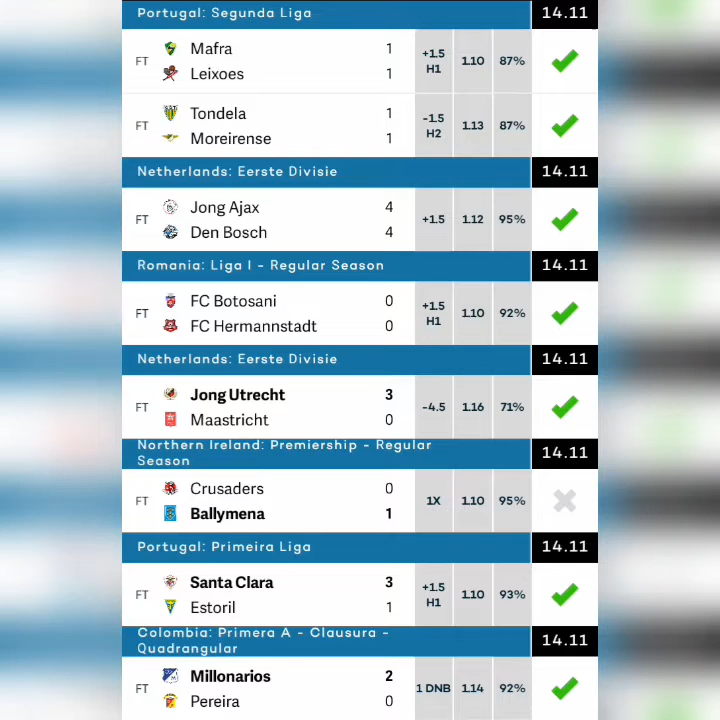 Portugal: Segunda Liga 14.11
FT Mafra 1 +1.5 H1 1.10 87%
Leixoes 1
FT Tondela 1 -1.5 H2 1.13 87%
Moreirense 1
Netherlands: Eerste Divisie 14.11
FT Jong Ajax 4 +1.5 1.12 95%
Den Bosch 4
Romania: Liga I - Regular Season 14.11
FT FC Botosani 0 +1.5 H1 1.10 92%
FC Hermannstadt 0
Netherlands: Eerste Divisie 14.11
FT Jong Utrecht 3 -4.5 1.16 71%
Maastricht 0
Northern Ireland: Premiership - Regular
Season 14.11
FT Crusaders 0 1X 1.10 95%
Ballymena 1
Portugal: Primeira Liga 14.11
FT Santa Clara 3 +1.5 H1 1.10 93%
Estoril 1
Colombia: Primera A - Clausura -
Quadrangular 14.11
FT Millonarios 2 1 DNB 1.14 92%
Pereira 0